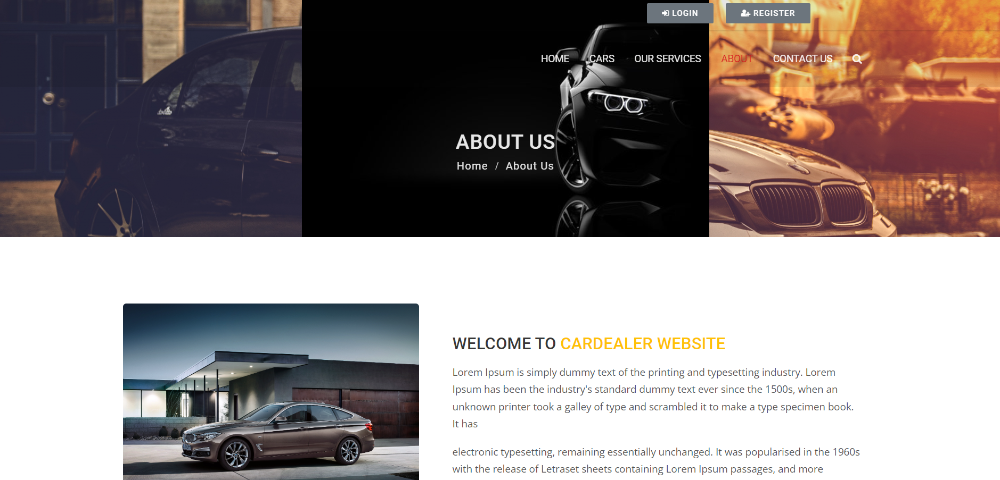 LOGIN
REGISTER
HOME
CARS
OUR SERVICES
ABOUT
CONTACT US
ABOUT US
Home / About Us
WELCOME TO CARDEALER WEBSITE
Lorem Ipsum is simply dummy text of the printing and typesetting industry. Lorem
Ipsum has been the industry's standard dummy text ever since the 1500s, when an
unknown printer took a galley of type and scrambled it to make a type specimen book.
It has
electronic typesetting, remaining essentially unchanged. It was popularised in the 1960s
with the release of Letraset sheets containing Lorem Ipsum passages, and more